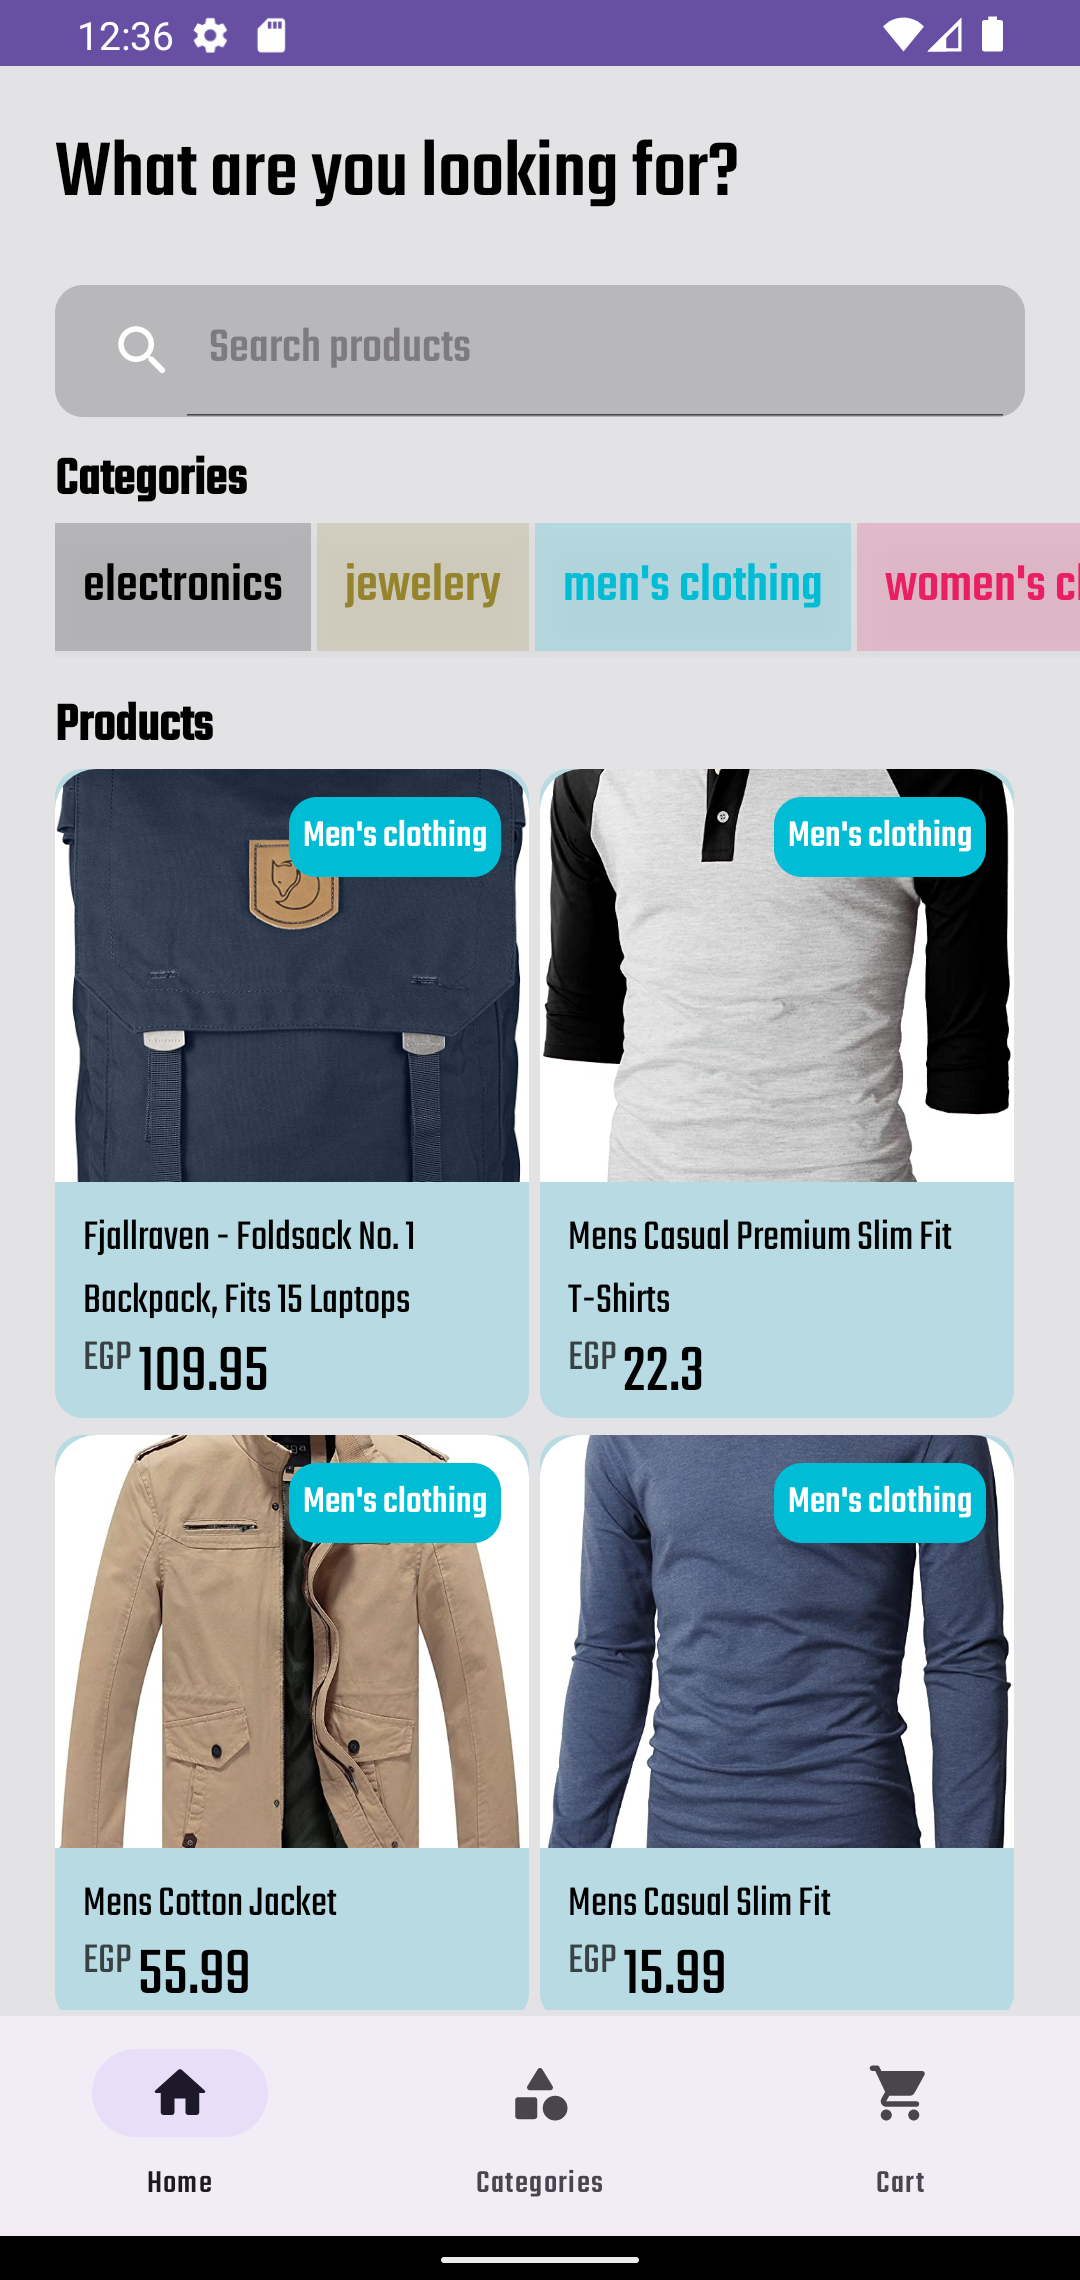 12:36
What are you looking for?
Search products
Categories
electronics
jewelery
men's clothing
women's cl
Products
Men's clothing
Men's clothing
Fjallraven - Foldsack No. 1
Backpack, Fits 15 Laptops
EGP 109.95
Mens Casual Premium Slim Fit
T-Shirts
EGP 22.3
Men's clothing
Men's clothing
Mens Cotton Jacket
EGP 55.99
Mens Casual Slim Fit
EGP 15.99
Home
Categories
Cart